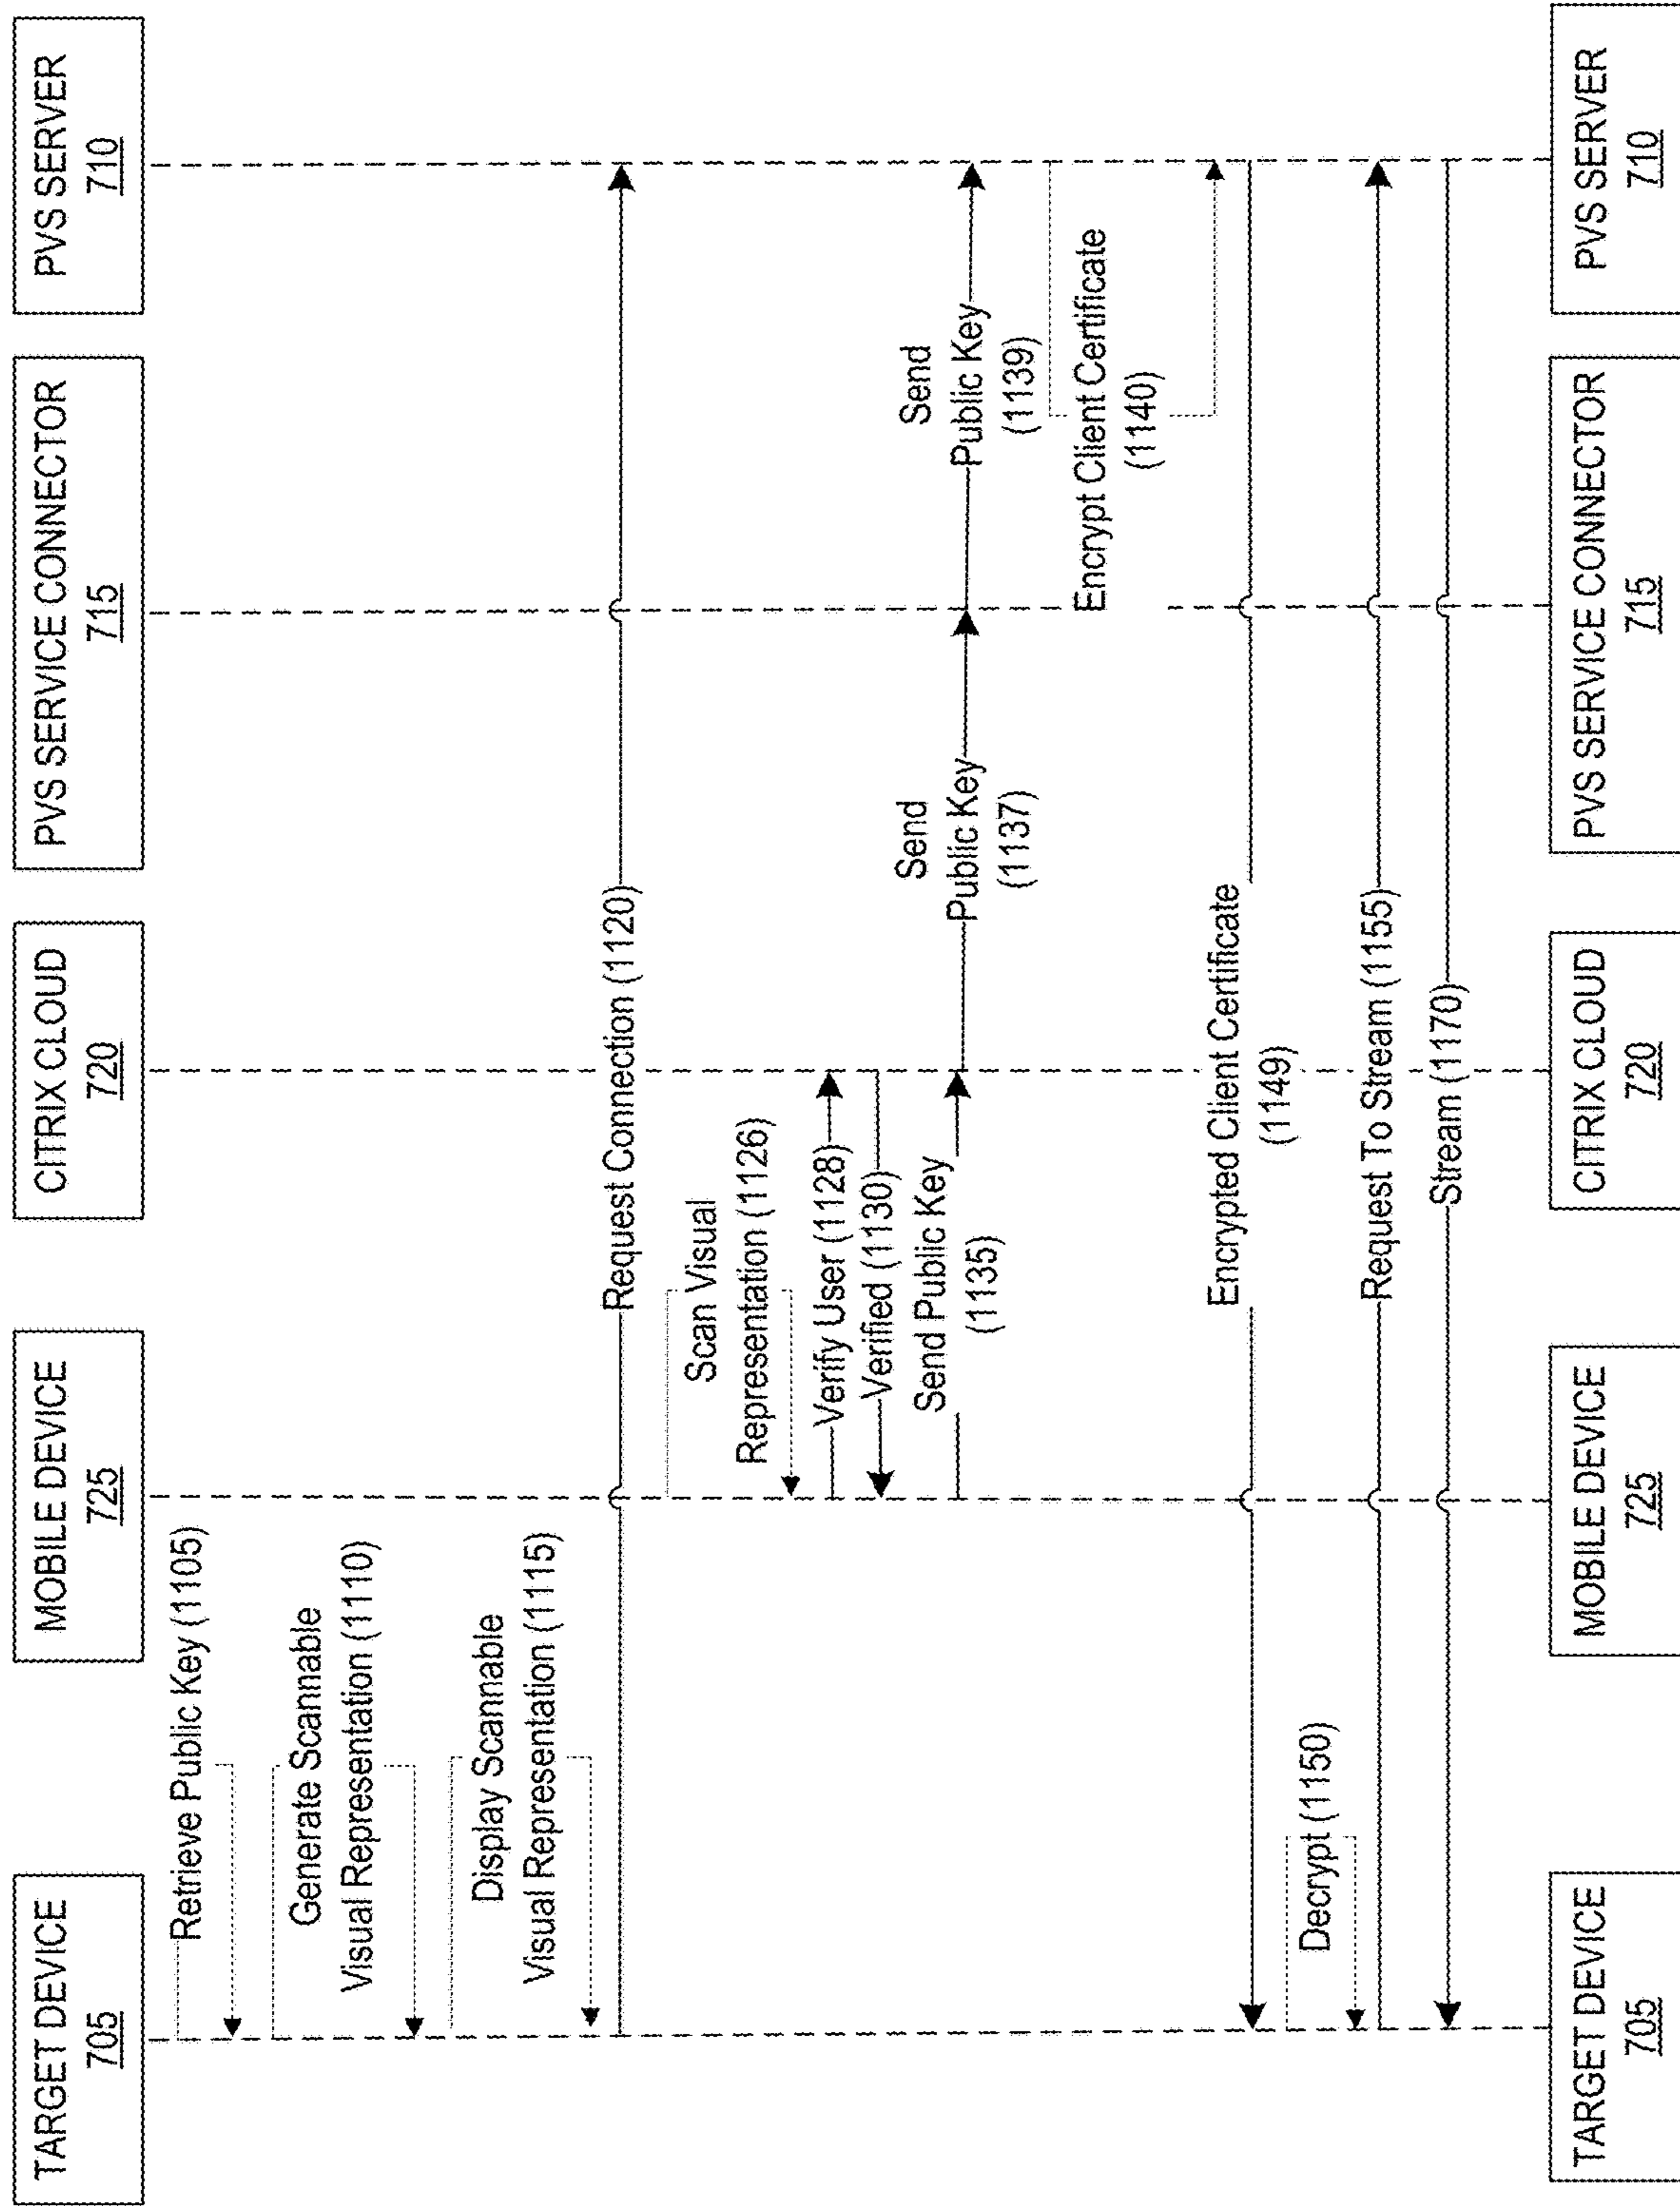 TARGET DEVICE
705
MOBILE DEVICE
725
CITRIX CLOUD
720
PVS SERVICE CONNECTOR
715
PVS SERVER
710
Retrieve Public Key (1105)
Generate Scannable
Visual Representation (1110)
Display Scannable
Visual Representation (1115)
Request Connection (1120)
Scan Visual
Representation (1126)
Verify User (1128)
Verified (1130)
Send Public Key
(1135)
Send
Public Key
(1137)
Send
Public Key
(1139)
Encrypt Client Certificate
(1140)
Encrypted Client Certificate
(1149)
Decrypt (1150)
Request To Stream (1155)
Stream (1170)
TARGET DEVICE
705
MOBILE DEVICE
725
CITRIX CLOUD
720
PVS SERVICE CONNECTOR
715
PVS SERVER
710